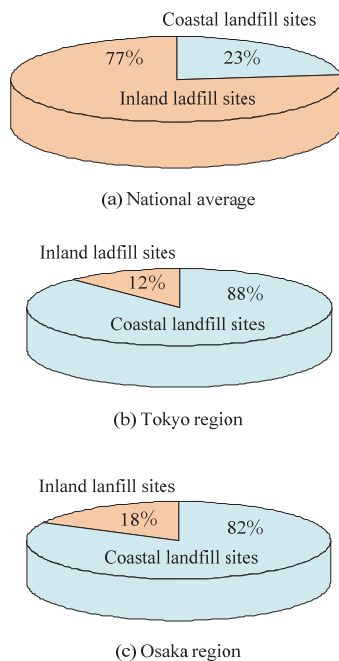 Coastal landfill sites
77% 23%
Inland ladfill sites
(a) National average
Inland ladfill sites
12% 88%
Coastal landfill sites
(b) Tokyo region
Inland lanfill sites
18% 82%
Coastal landfill sites
(c) Osaka region